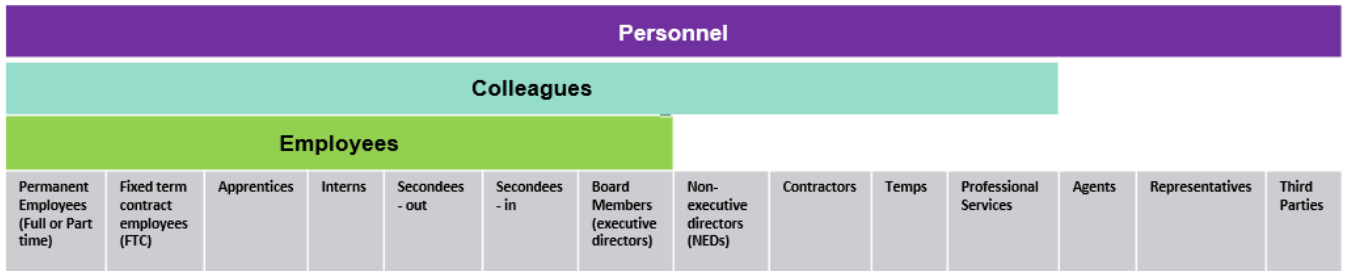 Personnel
Colleagues
Employees
Permanent
Employees
(Full or Part
time)
Fixed term
contract
employees
(FTC)
Apprentices
Interns
Secondees
- out
Secondees
- in
Board
Members
(executive
directors)
Non-
executive
directors
(NEDs)
Contractors
Temps
Professional
Services
Agents
Representatives
Third
Parties